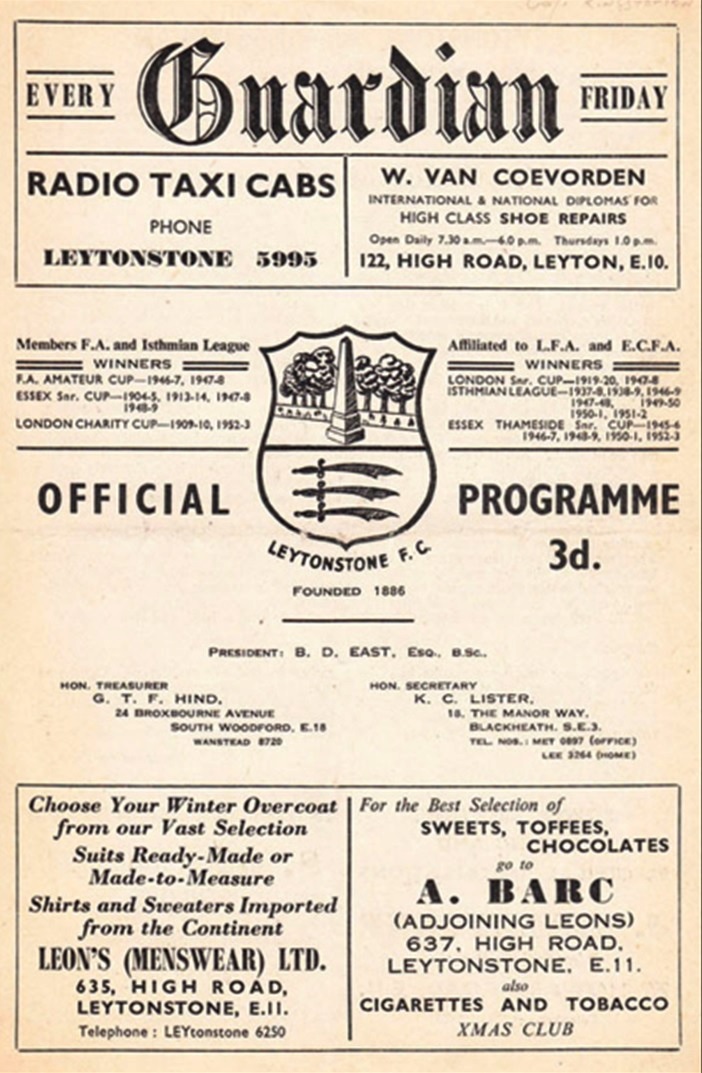 EVERY Guardian FRIDAY
RADIO TAXI CABS
PHONE
LEYTONSTONE 5995
W. VAN COEVORDEN
INTERNATIONAL & NATIONAL DIPLOMAS FOR
HIGH CLASS SHOE REPAIRS
Open Daily 7.30 a.m.—6.0 p.m. Thursdays 1.0 p.m.
122, HIGH ROAD, LEYTON, E.10.
Members F.A. and Isthmian League
WINNERS
F.A. AMATEUR CUP—1946-7, 1947-8
ESSEX Snr. CUP—1904-5, 1913-14, 1947-8
1948-9
LONDON CHARITY CUP—1909-10, 1952-3
Affiliated to L.F.A. and E.C.F.A.
WINNERS
LONDON Snr. CUP—1919-20, 1947-8
ISTHMIAN LEAGUE—1937-8, 1938-9, 1946-9
1947-48, 1949-50
1950-1, 1951-2
ESSEX THAMESIDE Snr. CUP—1945-6
1946-7, 1948-9, 1950-1, 1952-3
OFFICIAL PROGRAMME
3d.
LEYTONSTONE F. C.
FOUNDED 1886
PRESIDENT: B. D. EAST, ESQ., B.Sc.,
HON. TREASURER
G. T. F. HIND,
24 BROXBOURNE AVENUE
SOUTH WOODFORD, E.18
WANSTEAD 8720
HON. SECRETARY
K. C. LISTER,
18, THE MANOR WAY,
BLACKHEATH. S.E.3.
TEL. NOS.: MET 0897 (OFFICE)
LEE 3264 (HOME)
Choose Your Winter Overcoat
from our Vast Selection
Suits Ready-Made or
Made-to-Measure
Shirts and Sweaters Imported
from the Continent
LEON'S (MENSWEAR) LTD.
635, HIGH ROAD,
LEYTONSTONE, E.11.
Telephone : LEYtonstone 6250
For the Best Selection of
SWEETS, TOFFEES,
CHOCOLATES
go to
A. BARC
(ADJOINING LEONS)
637, HIGH ROAD,
LEYTONSTONE, E.11.
also
CIGARETTES AND TOBACCO
XMAS CLUB